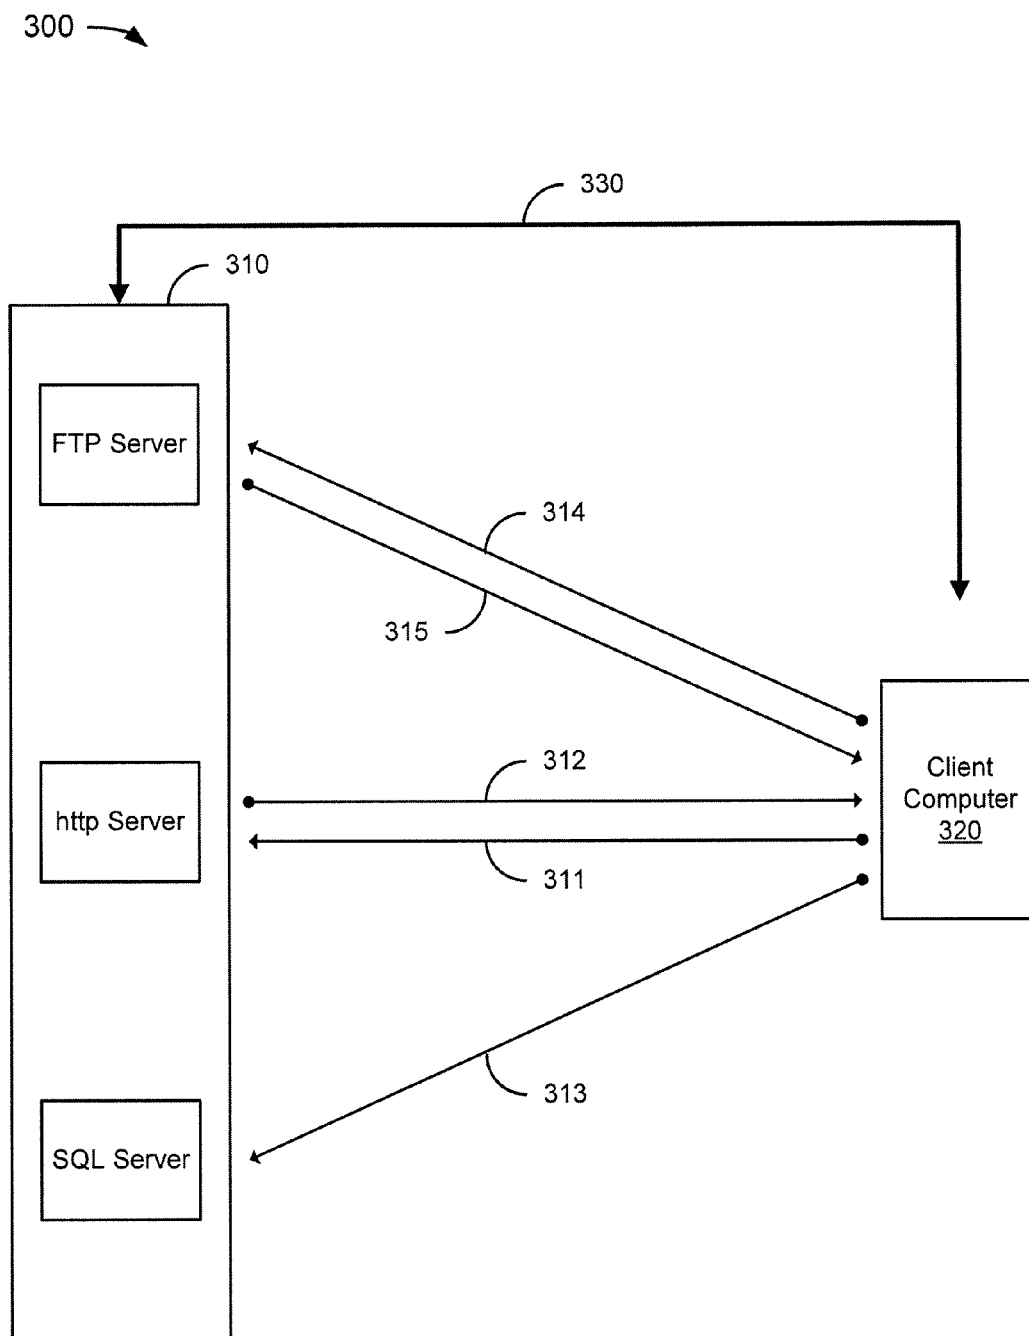 300
330
310
FTP Server
314
315
312
Client
Computer
320
http Server
311
313
SQL Server